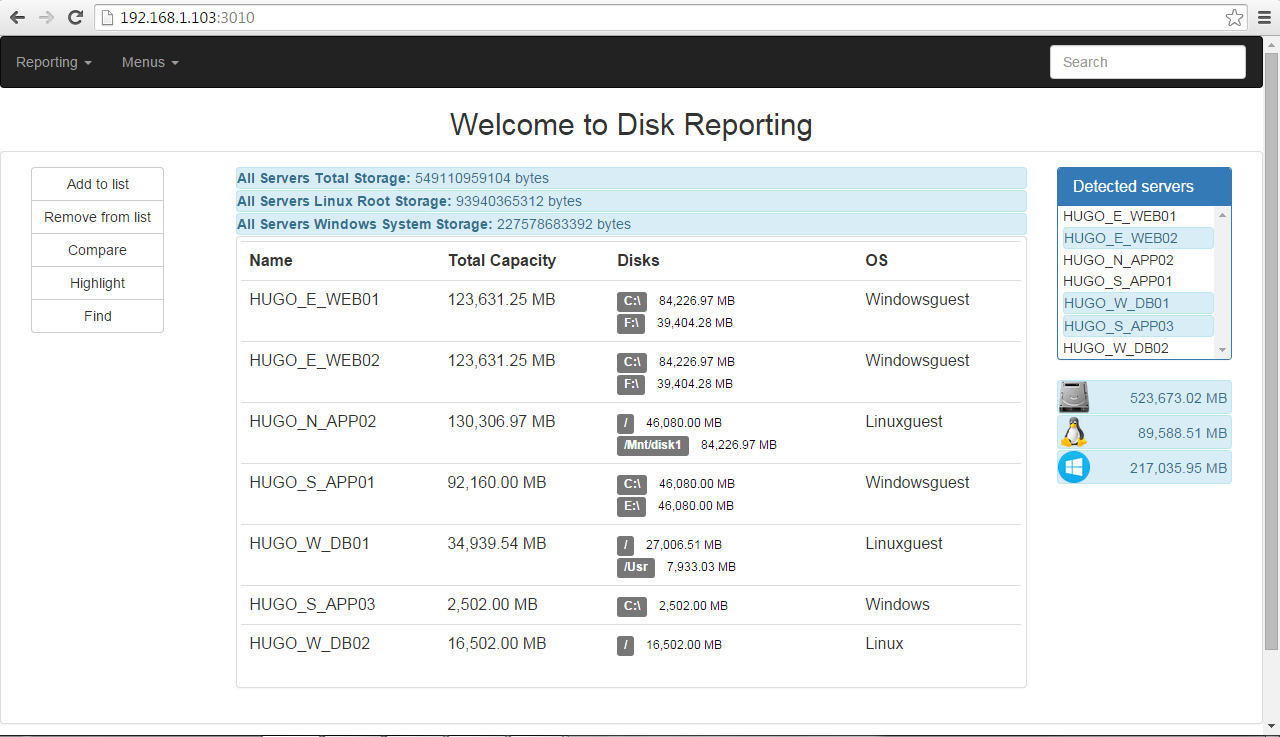 192.168.1.103:3010
Reporting Menus Search
Welcome to Disk Reporting
Add to list
Remove from list
Compare
Highlight
Find
All Servers Total Storage: 549110959104 bytes
All Servers Linux Root Storage: 93940365312 bytes
All Servers Windows System Storage: 227578683392 bytes
Name Total Capacity Disks OS
HUGO_E_WEB01 123,631.25 MB C:\ 84,226.97 MB Windowsguest
F:\ 39,404.28 MB
HUGO_E_WEB02 123,631.25 MB C:\ 84,226.97 MB Windowsguest
F:\ 39,404.28 MB
HUGO_N_APP02 130,306.97 MB / 46,080.00 MB Linuxguest
/Mnt/disk1 84,226.97 MB
HUGO_S_APP01 92,160.00 MB C:\ 46,080.00 MB Windowsguest
E:\ 46,080.00 MB
HUGO_W_DB01 34,939.54 MB / 27,006.51 MB Linuxguest
/Usr 7,933.03 MB
HUGO_S_APP03 2,502.00 MB C:\ 2,502.00 MB Windows
HUGO_W_DB02 16,502.00 MB / 16,502.00 MB Linux
Detected servers
HUGO_E_WEB01
HUGO_E_WEB02
HUGO_N_APP02
HUGO_S_APP01
HUGO_W_DB01
HUGO_S_APP03
HUGO_W_DB02
523,673.02 MB
89,588.51 MB
217,035.95 MB